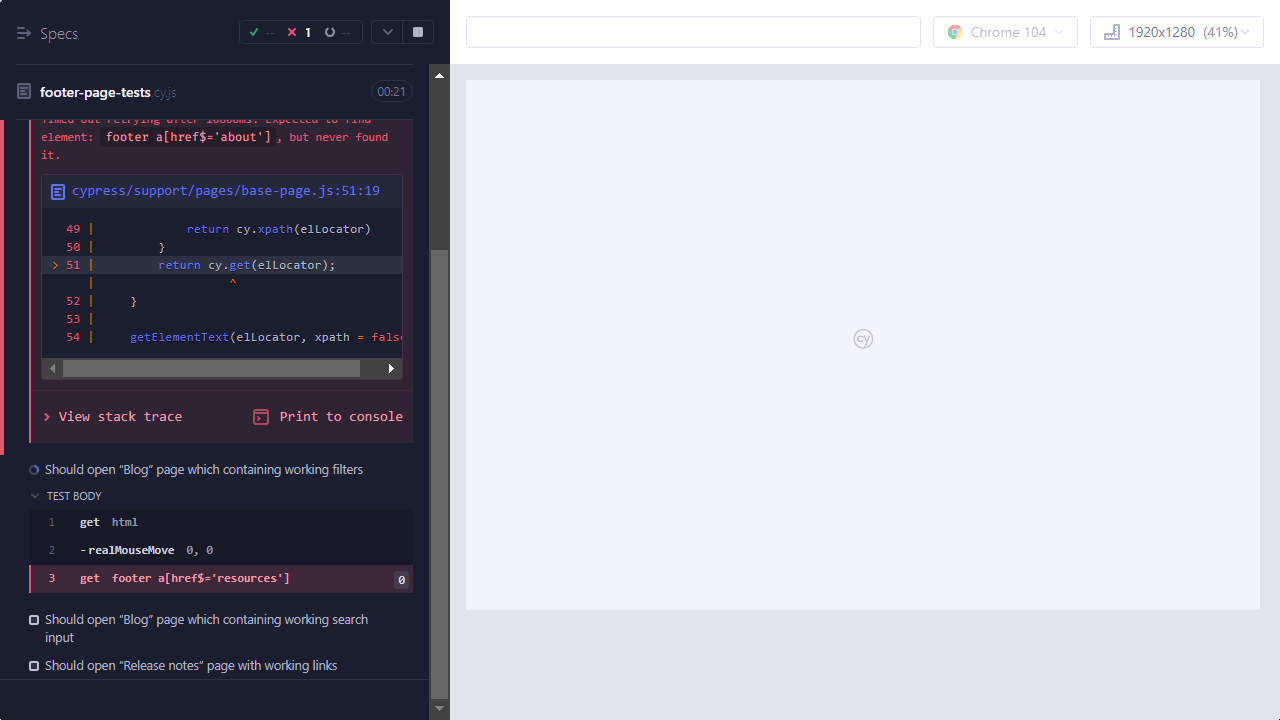 Specs
-- 1 --
footer-page-tests cy.js
00:21
Timed out retrying after 10000ms: Expected to find
element: footer a[href$='about'] , but never found
it.
cypress/support/pages/base-page.js:51:19
49 | return cy.xpath(elLocator)
50 | }
> 51 | return cy.get(elLocator);
| ^
52 | }
53 |
54 | getElementText(elLocator, xpath = false
View stack trace
Print to console
Should open “Blog” page which containing working filters
TEST BODY
1 get html
2 -realMouseMove 0, 0
3 get footer a[href$='resources'] 0
Should open “Blog” page which containing working search
input
Should open “Release notes” page with working links
Chrome 104
1920x1280 (41%)
cy